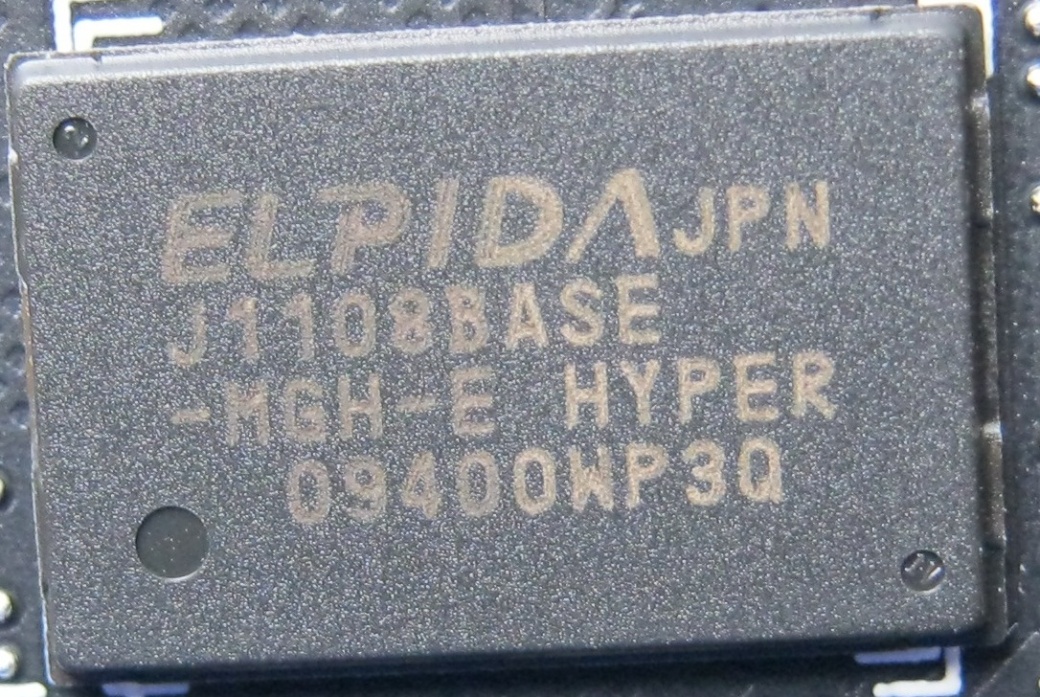 ELPIDA JPN
J1108BASE
-MGH-E HYPER
09400WP3Q